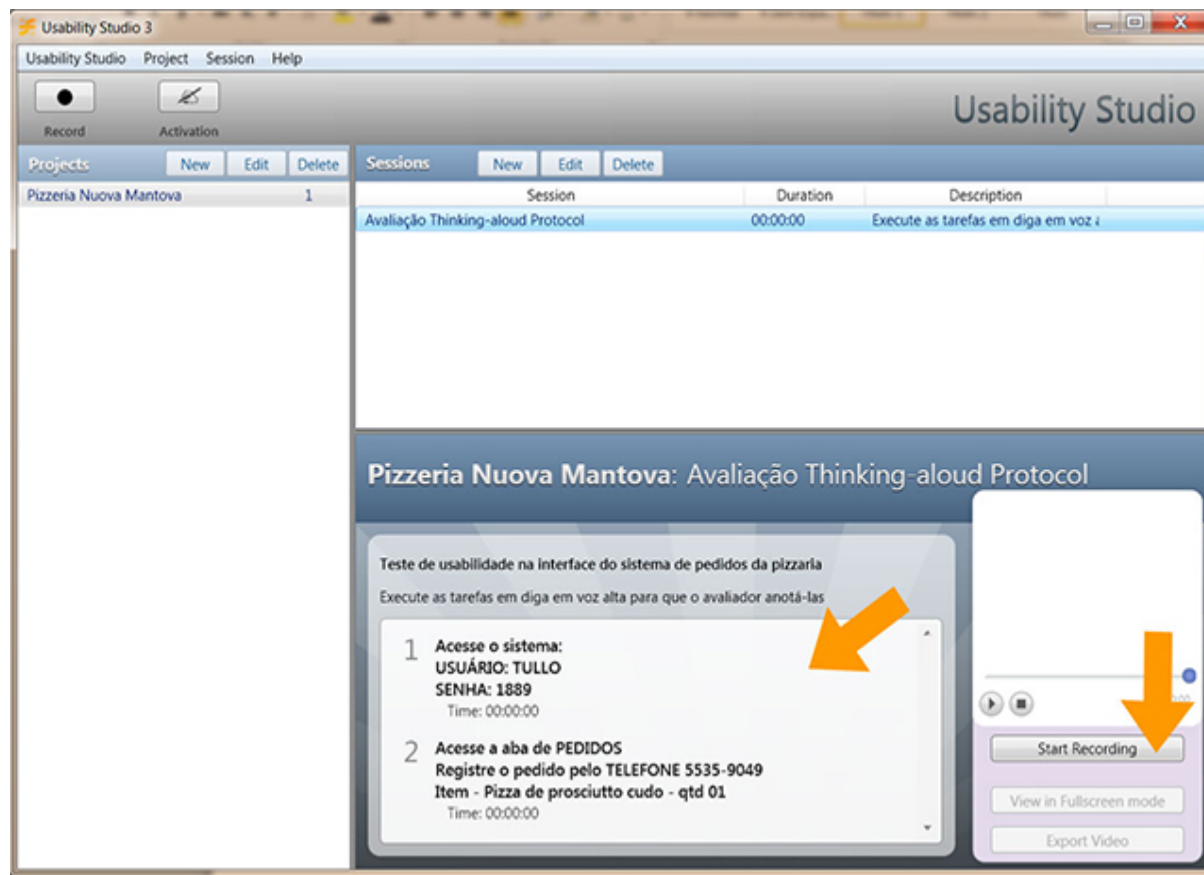 Usability Studio 3
Usability Studio Project Session Help
Record Activation
Usability Studio
Projects New Edit Delete
Pizzeria Nuova Mantova 1
Sessions New Edit Delete
Session Duration Description
Avaliação Thinking-aloud Protocol 00:00:00 Execute as tarefas em diga em voz a
Pizzeria Nuova Mantova: Avaliação Thinking-aloud Protocol
Teste de usabilidade na interface do sistema de pedidos da pizzaria
Execute as tarefas em diga em voz alta para que o avaliador anotá-las
1 Acesse o sistema:
USUÁRIO: TULLO
SENHA: 1889
Time: 00:00:00
2 Acesse a aba de PEDIDOS
Registre o pedido pelo TELEFONE 5535-9049
Item - Pizza de prosciutto cudo - qtd 01
Time: 00:00:00
Start Recording
View in Fullscreen mode
Export Video